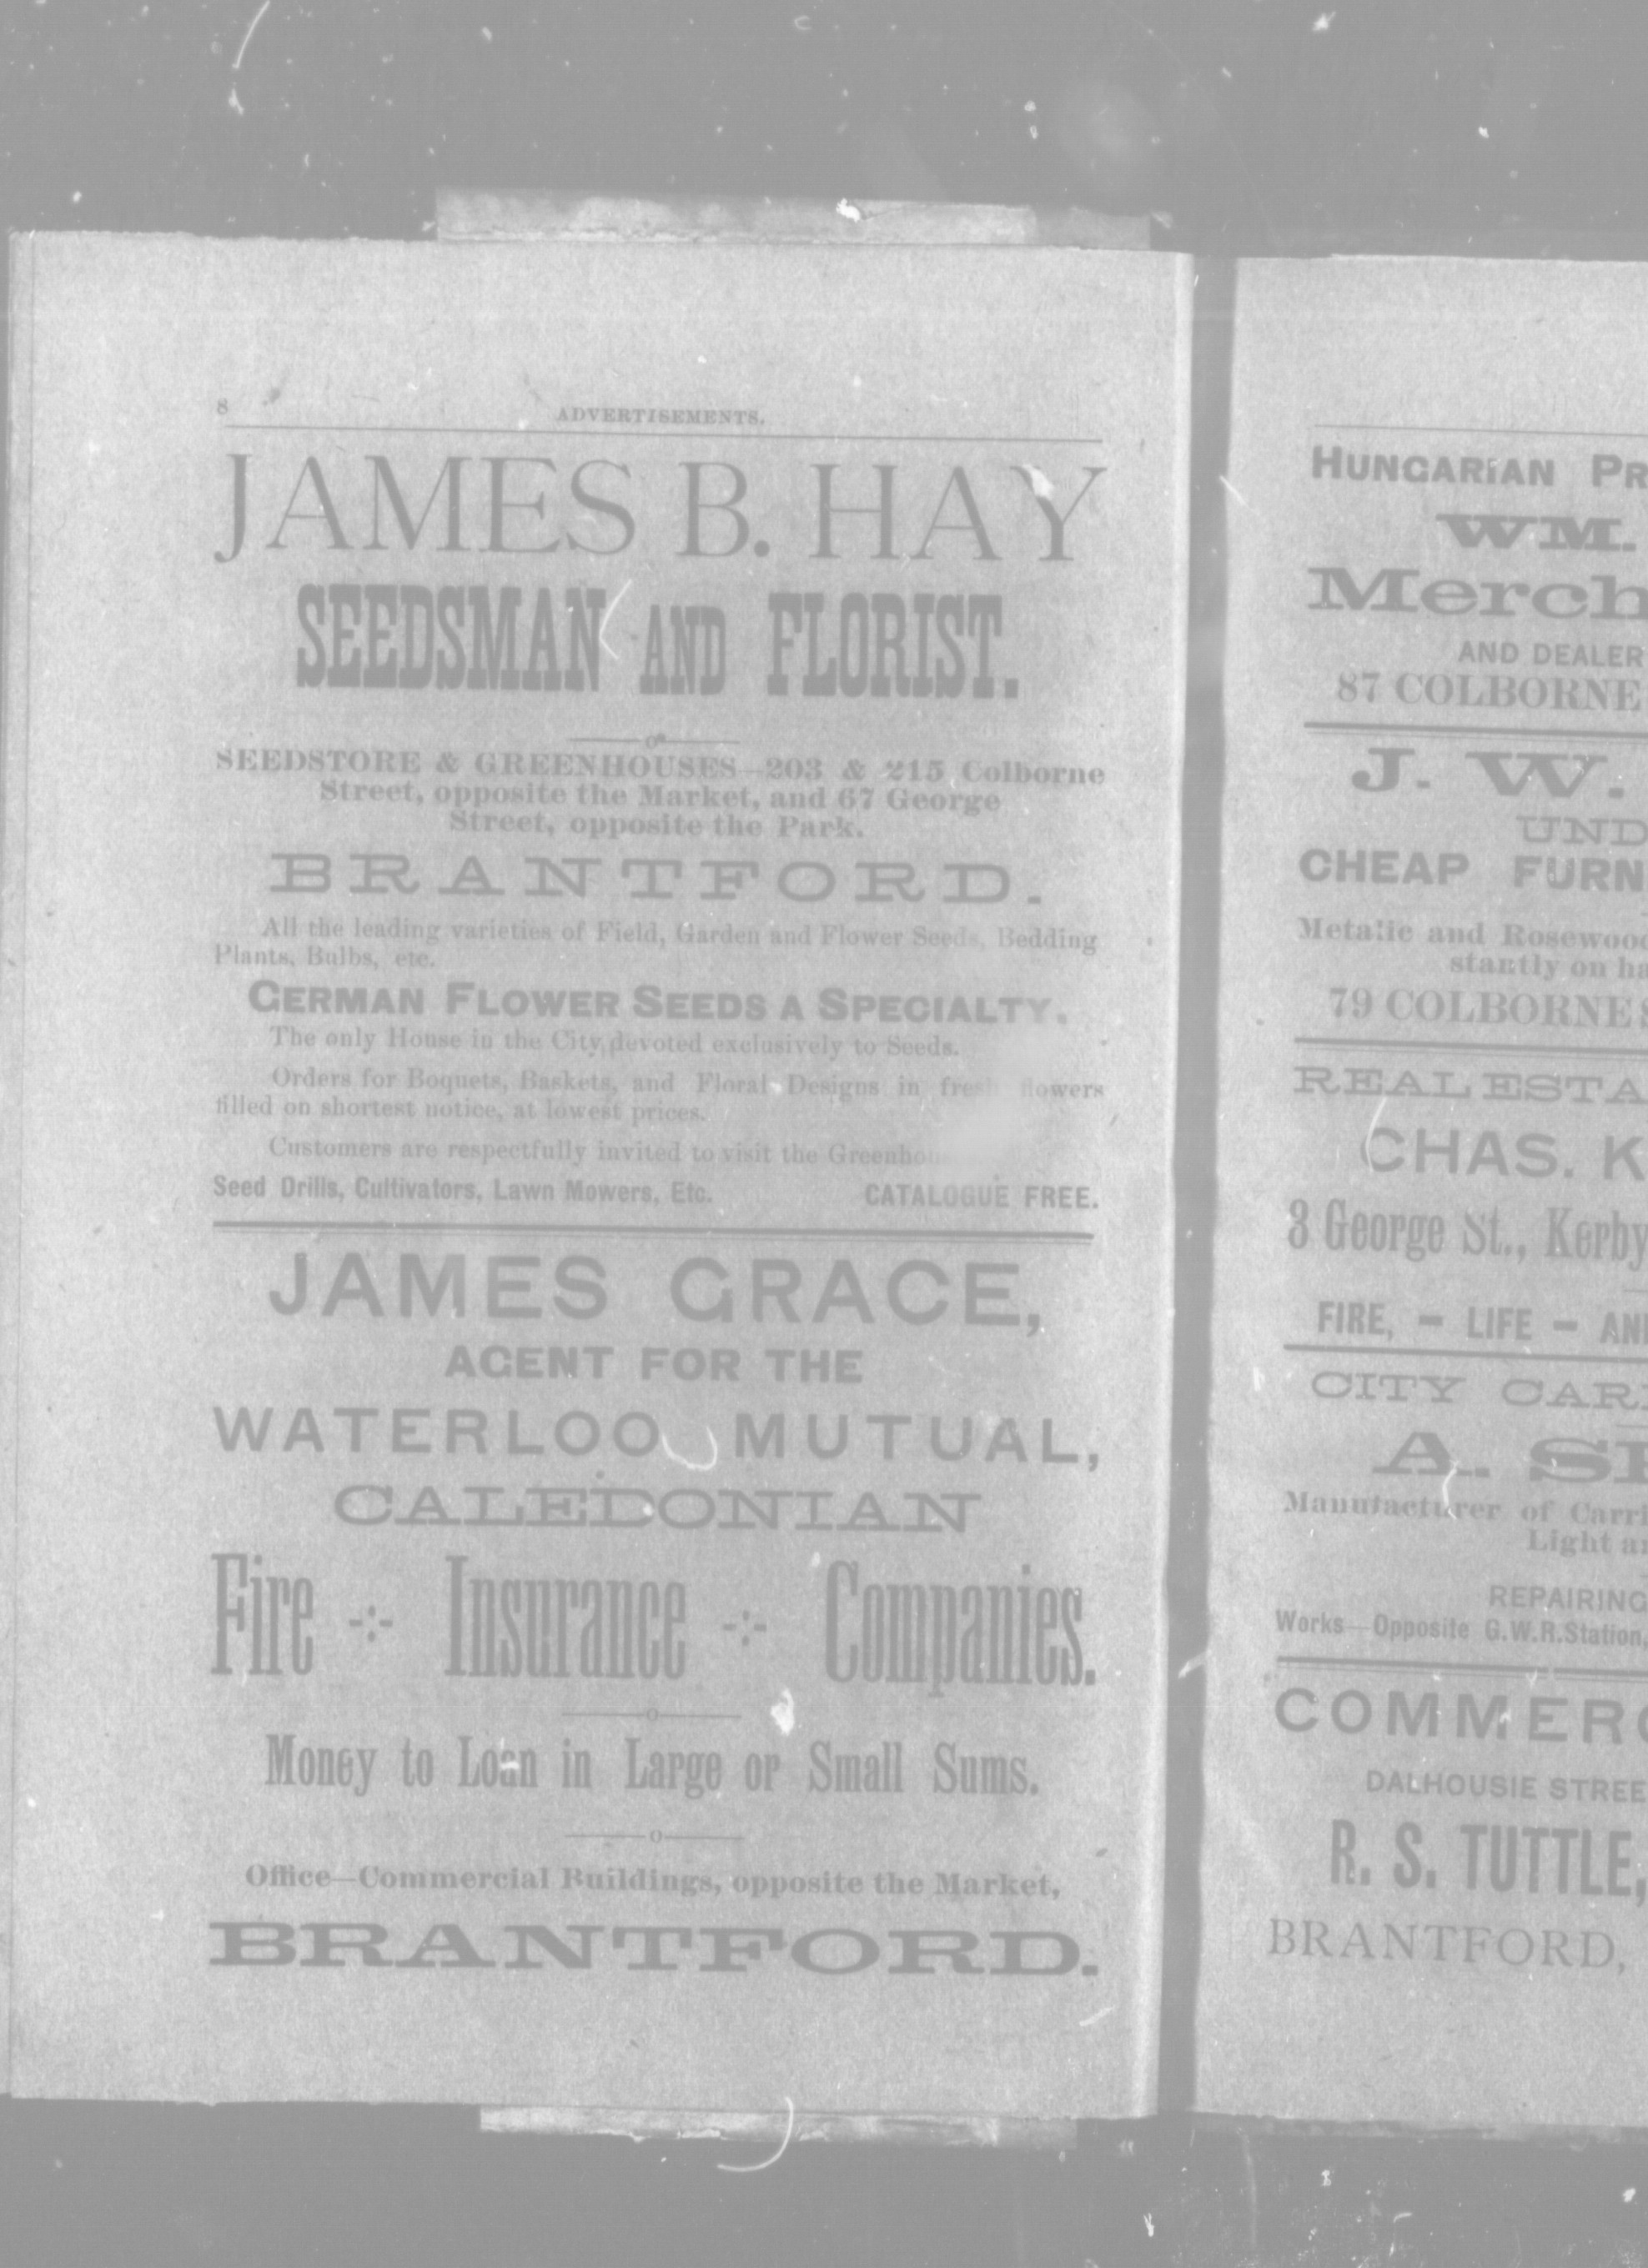 8
ADVERTISEMENTS.
JAMES B. HAY
SEEDSMAN AND FLORIST.
SEEDSTORE & GREENHOUSES—203 & 215 Colborne
Street, opposite the Market, and 67 George
Street, opposite the Park.
BRANTFORD.
All the leading varieties of Field, Garden and Flower Seeds, Bedding
Plants, Bulbs, etc.
GERMAN FLOWER SEEDS A SPECIALTY.
The only House in the City, devoted exclusively to Seeds.
Orders for Boquets, Baskets, and Floral Designs in fresh flowers
filled on shortest notice, at lowest prices.
Customers are respectfully invited to visit the
Seed Drills, Cultivators, Lawn Mowers, Etc. CATALOGUE FREE.
JAMES GRACE,
AGENT FOR THE
WATERLOO MUTUAL,
CALEDONIAN
Fire Insurance Companies.
Money to Loan in Large or Small Sums.
Office—Commercial Buildings, opposite the Market,
BRANTFORD.
HUNGARIAN PR
WM.
Merch
AND DEALER
87 COLBORNE
J. W.
UND
CHEAP FURN
Metalic and Rosewood
stantly on ha
79 COLBORNE S
REAL ESTA
CHAS. K
8 George St., Kerby
FIRE, - LIFE - AN
CITY CAR
A. S
Manufacturer of Carri
Light a
REPAIRING
Works—Opposite G.W.R. Station,
COMMERC
DALHOUSIE STREE
R. S. TUTTLE,
BRANTFORD,